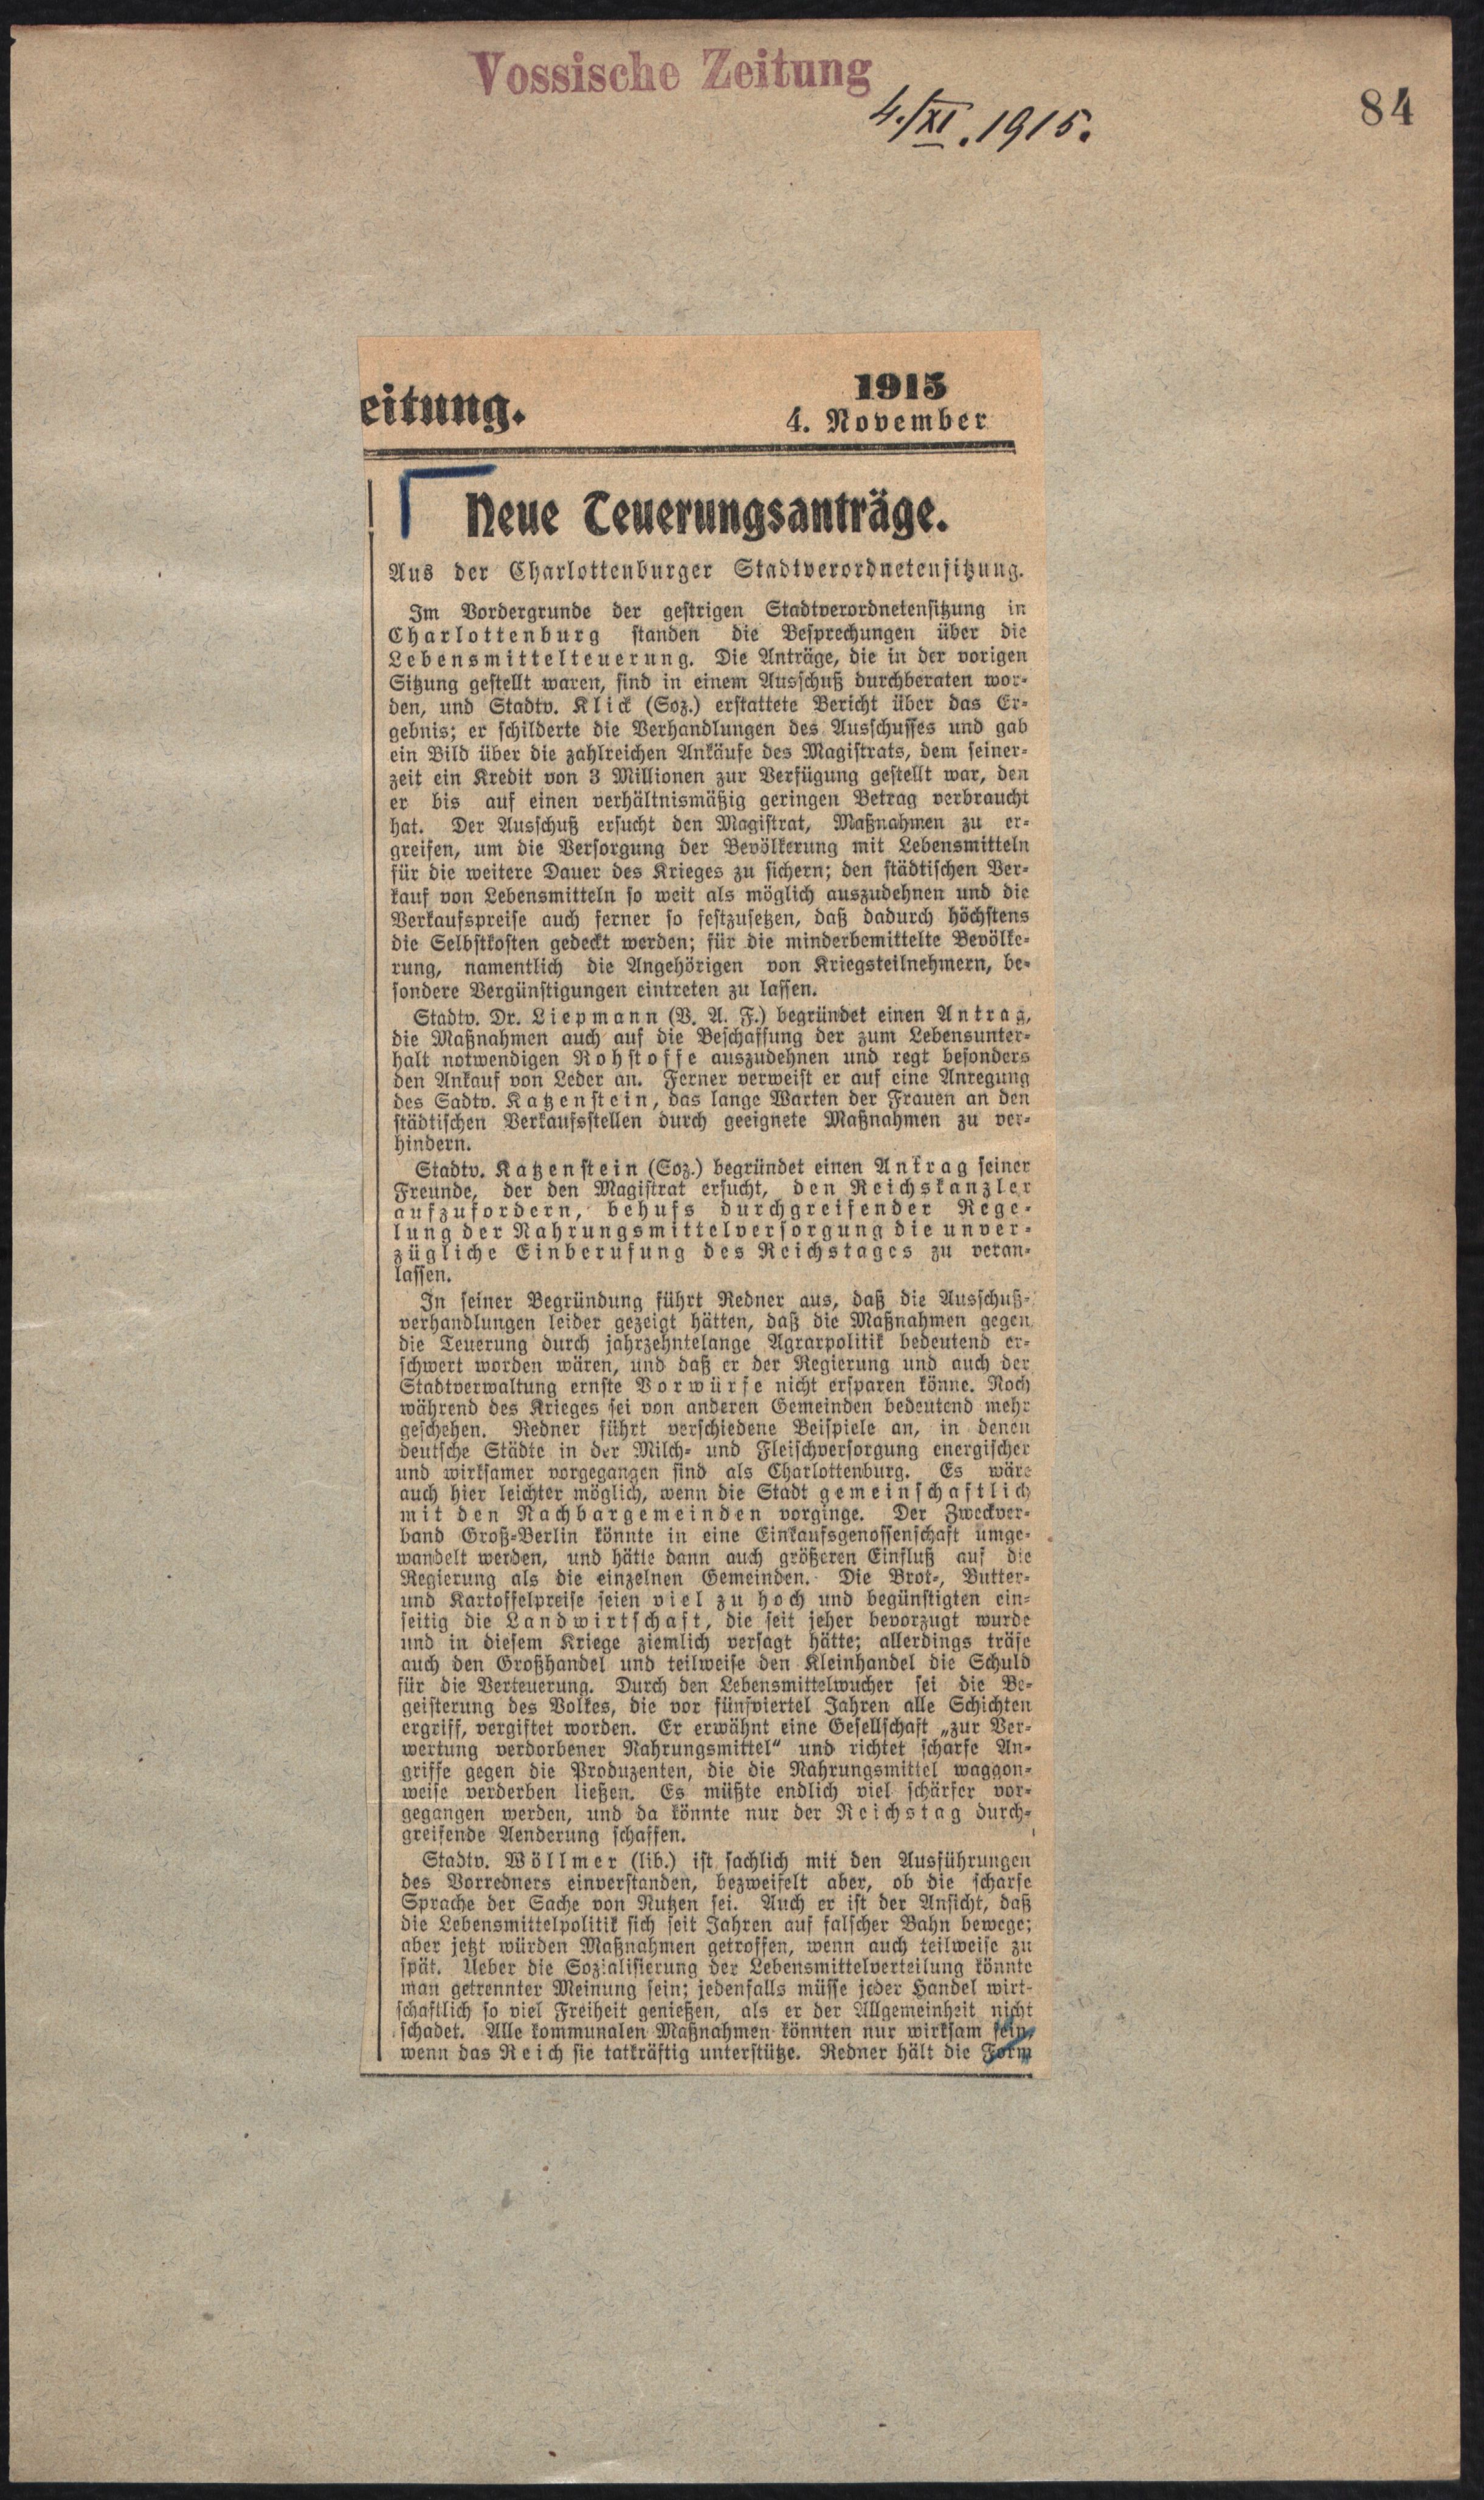 Vossische Zeitung
4./XI. 1915.
84
eitung.
1915
4. November
Neue Teuerungsanträge.
Aus der Charlottenburger Stadtverordnetensitzung.
Im Vordergrunde der gestrigen Stadtverordnetensitzung in
Charlottenburg standen die Besprechungen über die
Lebensmittelteuerung. Die Anträge, die in der vorigen
Sitzung gestellt waren, sind in einem Ausschuß durchberaten wor-
den, und Stadtv. Klick (Soz.) erstattete Bericht über das Er-
gebnis; er schilderte die Verhandlungen des Ausschusses und gab
ein Bild über die zahlreichen Ankäufe des Magistrats, dem seiner-
zeit ein Kredit von 3 Millionen zur Verfügung gestellt war, den
er bis auf einen verhältnismäßig geringen Betrag verbraucht
hat. Der Ausschuß ersucht den Magistrat, Maßnahmen zu er-
greifen, um die Versorgung der Bevölkerung mit Lebensmitteln
für die weitere Dauer des Krieges zu sichern; den städtischen Ver-
kauf von Lebensmitteln so weit als möglich auszudehnen und die
Verkaufspreise auch ferner so festzusetzen, daß dadurch höchstens
die Selbstkosten gedeckt werden; für die minderbemittelte Bevölke-
rung, namentlich die Angehörigen von Kriegsteilnehmern, be-
sondere Vergünstigungen eintreten zu lassen.
Stadtv. Dr. Liepmann (V. A. F.) begründet einen Antrag,
die Maßnahmen auch auf die Beschaffung der zum Lebensunter-
halt notwendigen Rohstoffe auszudehnen und regt besonders
den Ankauf von Leder an. Ferner verweist er auf eine Anregung
des Sadtv. Katzenstein, das lange Warten der Frauen an den
städtischen Verkaufsstellen durch geeignete Maßnahmen zu ver-
hindern.
Stadtv. Katzenstein (Soz.) begründet einen Antrag seiner
Freunde, der den Magistrat ersucht, den Reichskanzler
aufzufordern, behufs durchgreifender Rege-
lung der Nahrungsmittelversorgung die unver-
zügliche Einberufung des Reichstages zu veran-
lassen.
In seiner Begründung führt Redner aus, daß die Ausschuß-
verhandlungen leider gezeigt hätten, daß die Maßnahmen gegen
die Teuerung durch jahrzehntelange Agrarpolitik bedeutend er-
schwert worden wären, und daß er der Regierung und auch der
Stadtverwaltung ernste Vorwürfe nicht ersparen könne. Noch
während des Krieges sei von anderen Gemeinden bedeutend mehr
geschehen. Redner führt verschiedene Beispiele an, in denen
deutsche Städte in der Milch- und Fleischversorgung energischer
und wirksamer vorgegangen sind als Charlottenburg. Es wäre
auch hier leichter möglich, wenn die Stadt gemeinschaftlich
mit den Nachbargemeinden vorginge. Der Zweckver-
band Groß-Berlin könnte in eine Einkaufsgenossenschaft umge-
wandelt werden, und hätte dann auch größeren Einfluß auf die
Regierung als die einzelnen Gemeinden. Die Brot-, Butter-
und Kartoffelpreise seien viel zu hoch und begünstigten ein-
seitig die Landwirtschaft, die seit jeher bevorzugt wurde
und in diesem Kriege ziemlich versagt hätte; allerdings träfe
auch den Großhandel und teilweise den Kleinhandel die Schuld
für die Verteuerung. Durch den Lebensmittelwucher sei die Be-
geisterung des Volkes, die vor fünfviertel Jahren alle Schichten
ergriff, vergiftet worden. Er erwähnt eine Gesellschaft „zur Ver-
wertung verdorbener Nahrungsmittel“ und richtet scharfe An-
griffe gegen die Produzenten, die die Nahrungsmittel waggon-
weise verderben ließen. Es müßte endlich viel schärfer vor-
gegangen werden, und da könnte nur der Reichstag durch-
greifende Aenderung schaffen.
Stadtv. Wöllmer (lib.) ist sachlich mit den Ausführungen
des Vorredners einverstanden, bezweifelt aber, ob die scharfe
Sprache der Sache von Nutzen sei. Auch er ist der Ansicht, daß
die Lebensmittelpolitik sich seit Jahren auf falscher Bahn bewege;
aber jetzt würden Maßnahmen getroffen, wenn auch teilweise zu
spät. Ueber die Sozialisierung der Lebensmittelverteilung könnte
man getrennter Meinung sein; jedenfalls müsse jeder Handel wirt-
schaftlich so viel Freiheit genießen, als er der Allgemeinheit nicht
schadet. Alle kommunalen Maßnahmen könnten nur wirksam sein,
wenn das Reich sie tatkräftig unterstütze. Redner hält die Form